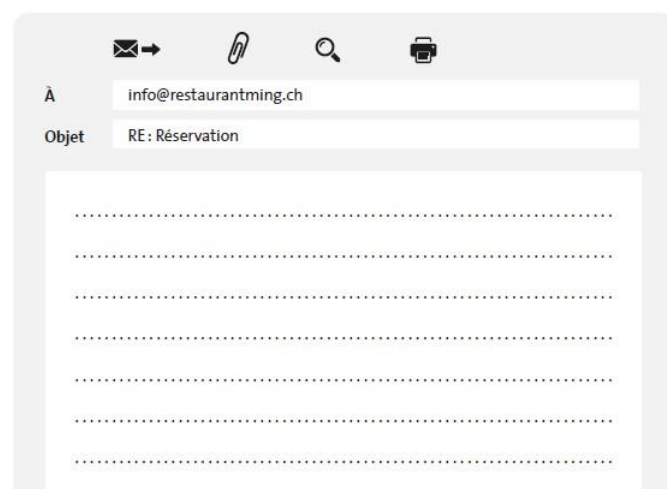 À info@restaurantming.ch
Objet RE : Réservation